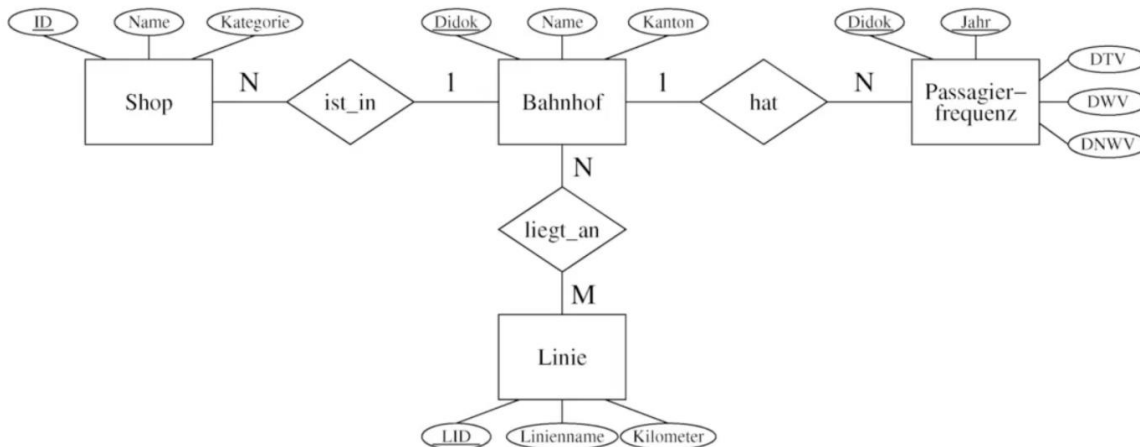 ID Name Kategorie Didok Name Kanton Didok Jahr
DTV
Shop N ist_in 1 Bahnhof 1 hat N Passagier-
frequenz
DWV
DNWV
N
liegt_an
M
Linie
LID Linienname Kilometer